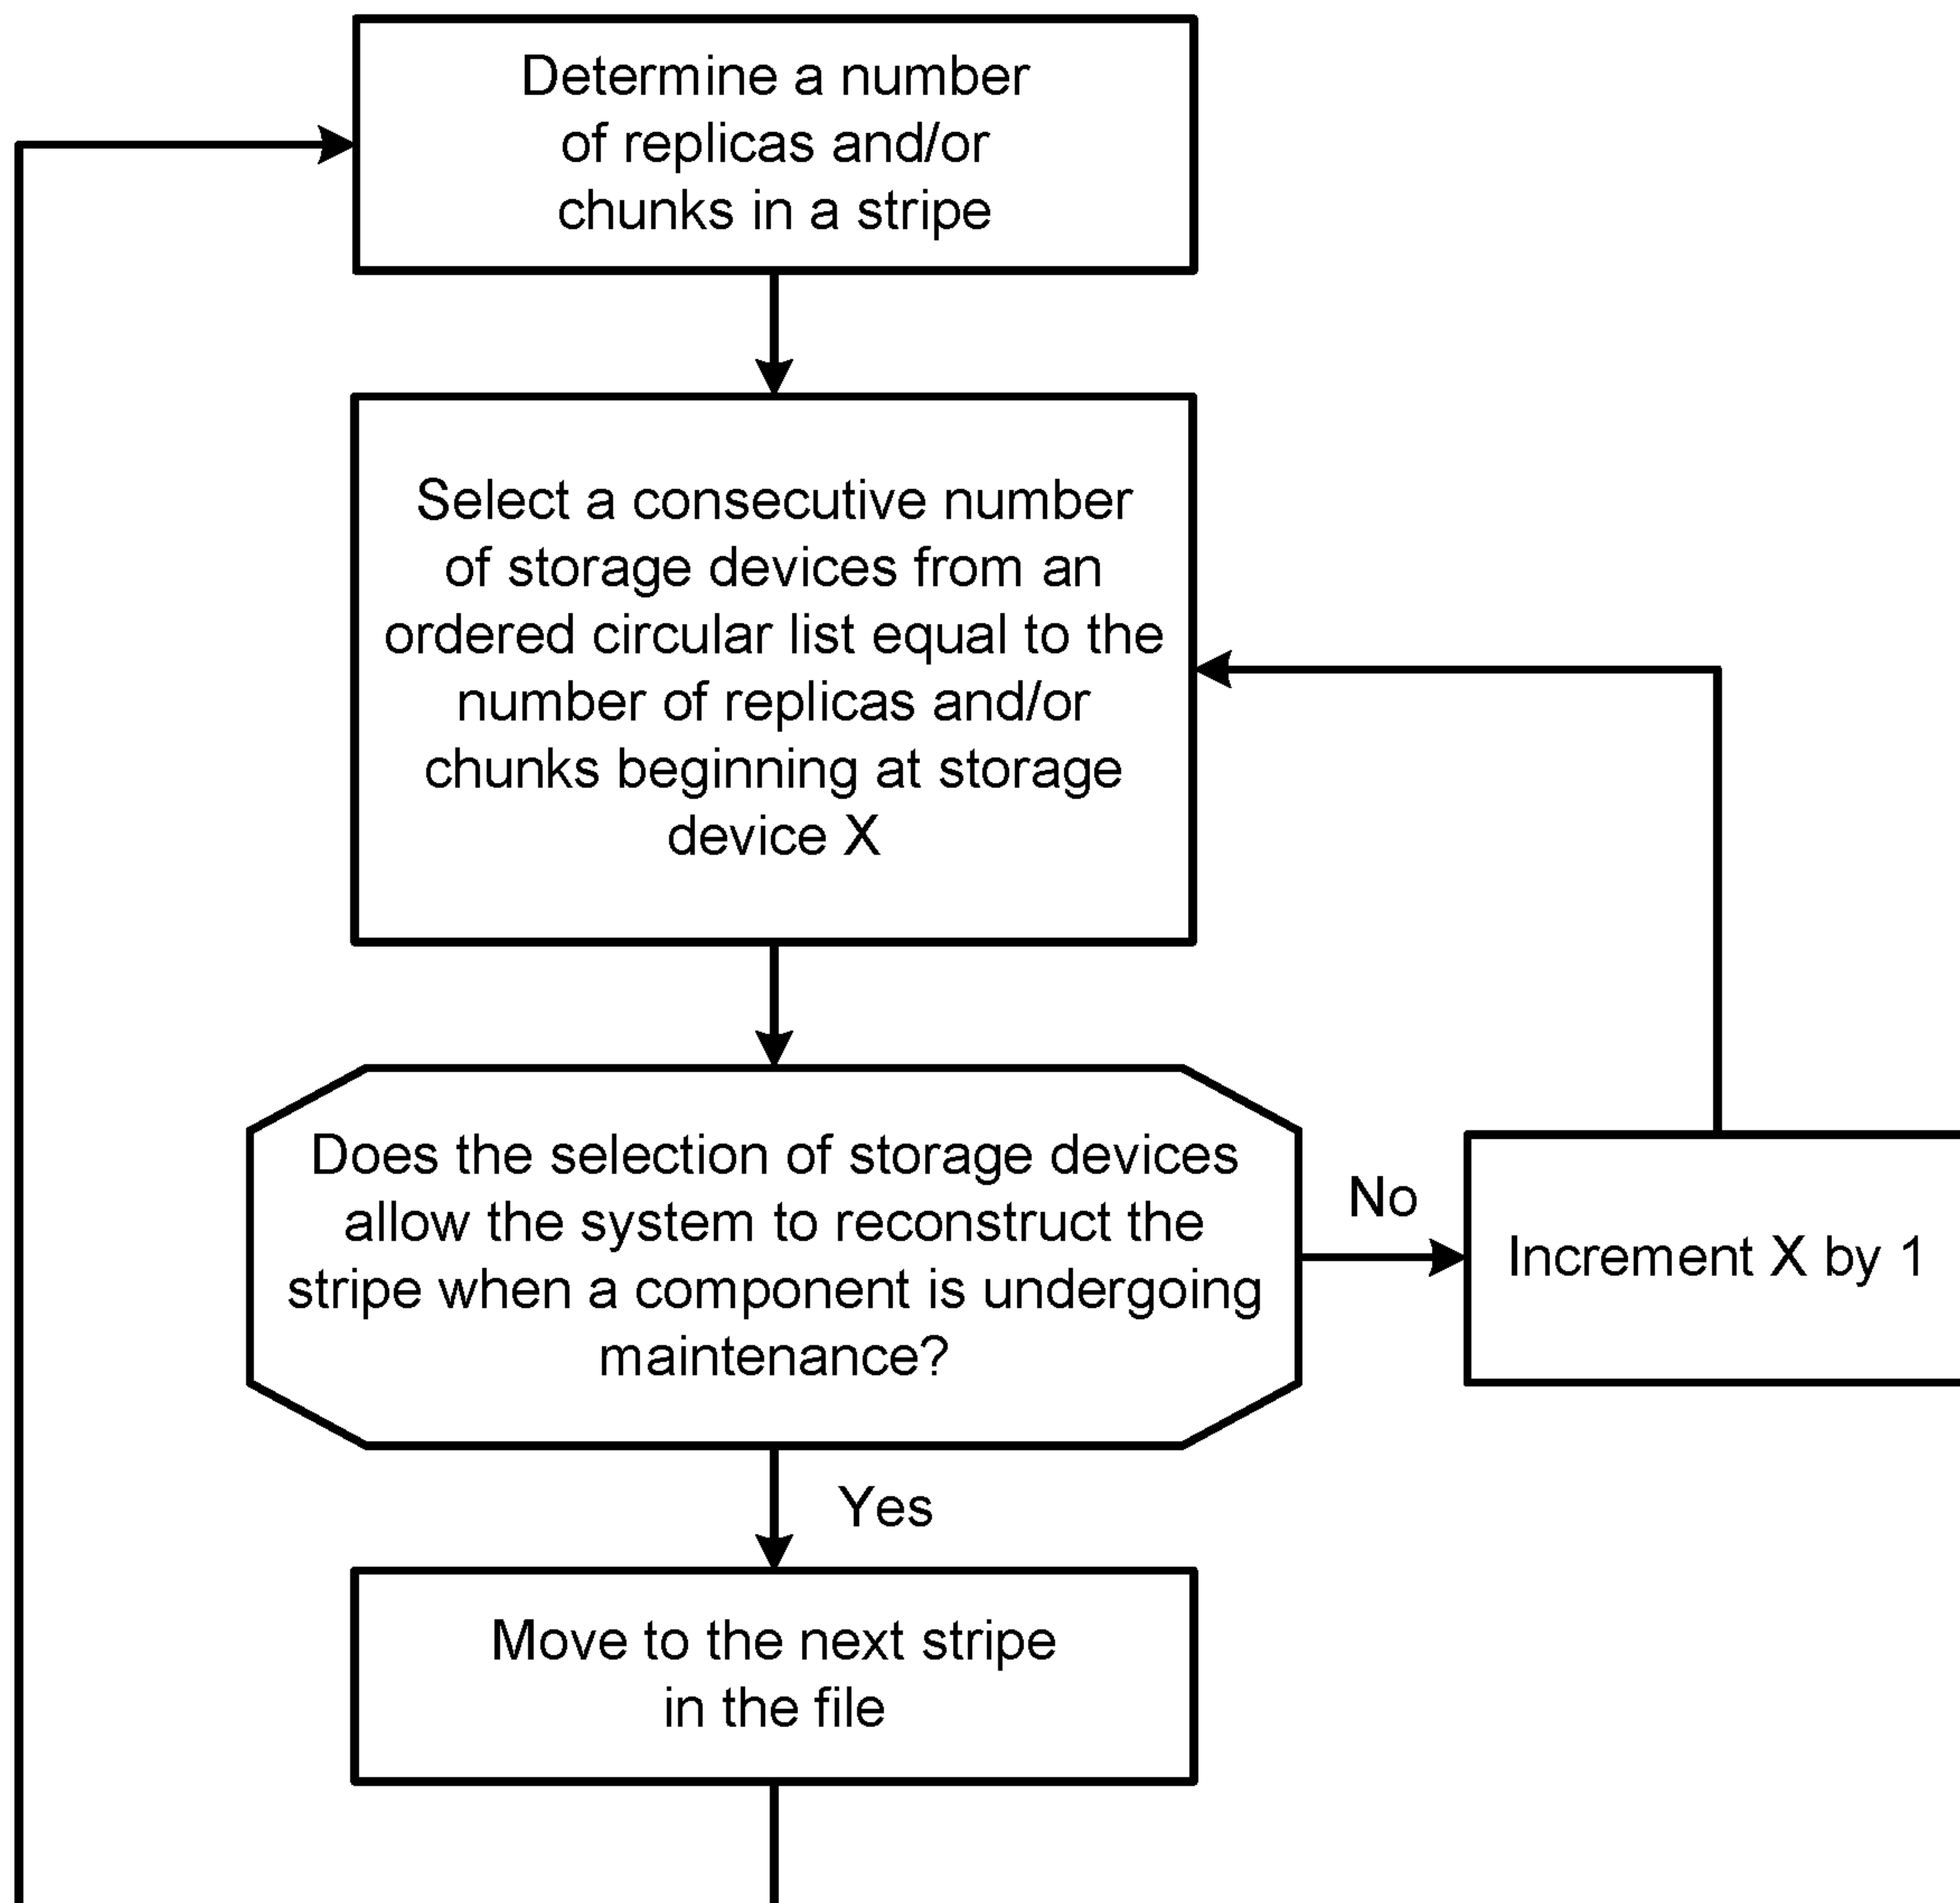 Determine a number
of replicas and/or
chunks in a stripe
Select a consecutive number
of storage devices from an
ordered circular list equal to the
number of replicas and/or
chunks beginning at storage
device X
Does the selection of storage devices
allow the system to reconstruct the
stripe when a component is undergoing
maintenance?
No
Increment X by 1
Yes
Move to the next stripe
in the file